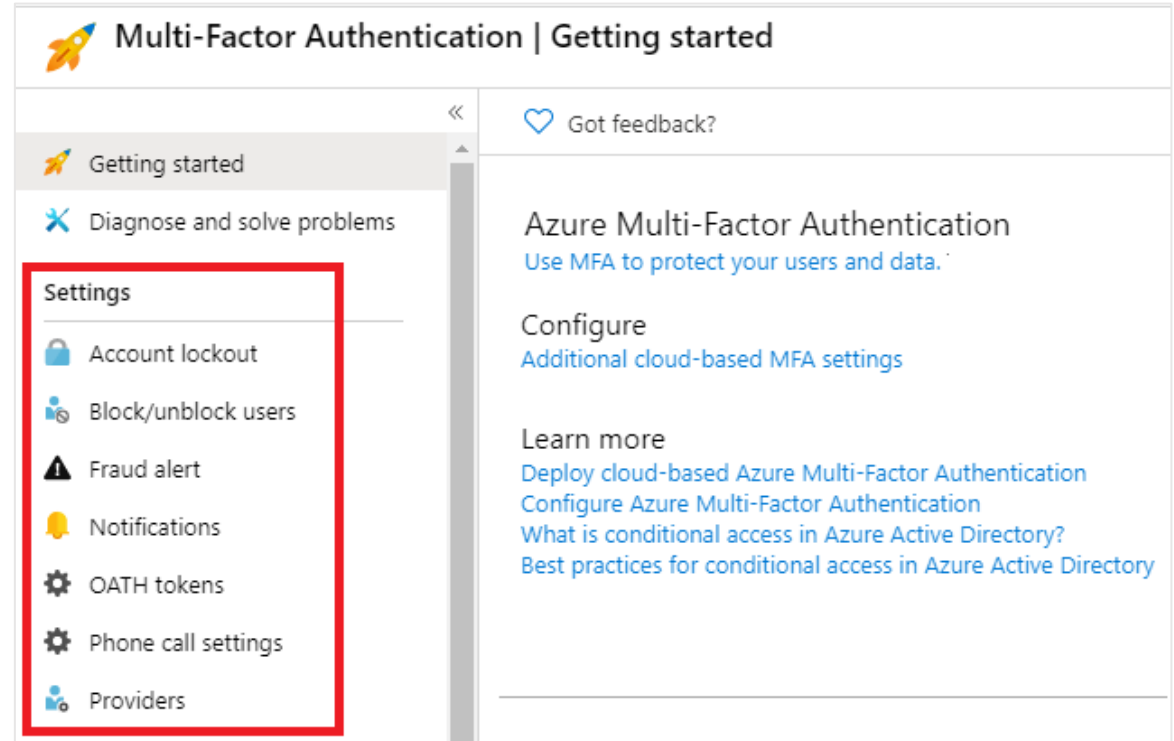 Multi-Factor Authentication | Getting started
«
Getting started
Diagnose and solve problems
Settings
Account lockout
Block/unblock users
Fraud alert
Notifications
OATH tokens
Phone call settings
Providers
Got feedback?
Azure Multi-Factor Authentication
Use MFA to protect your users and data.
Configure
Additional cloud-based MFA settings
Learn more
Deploy cloud-based Azure Multi-Factor Authentication
Configure Azure Multi-Factor Authentication
What is conditional access in Azure Active Directory?
Best practices for conditional access in Azure Active Directory